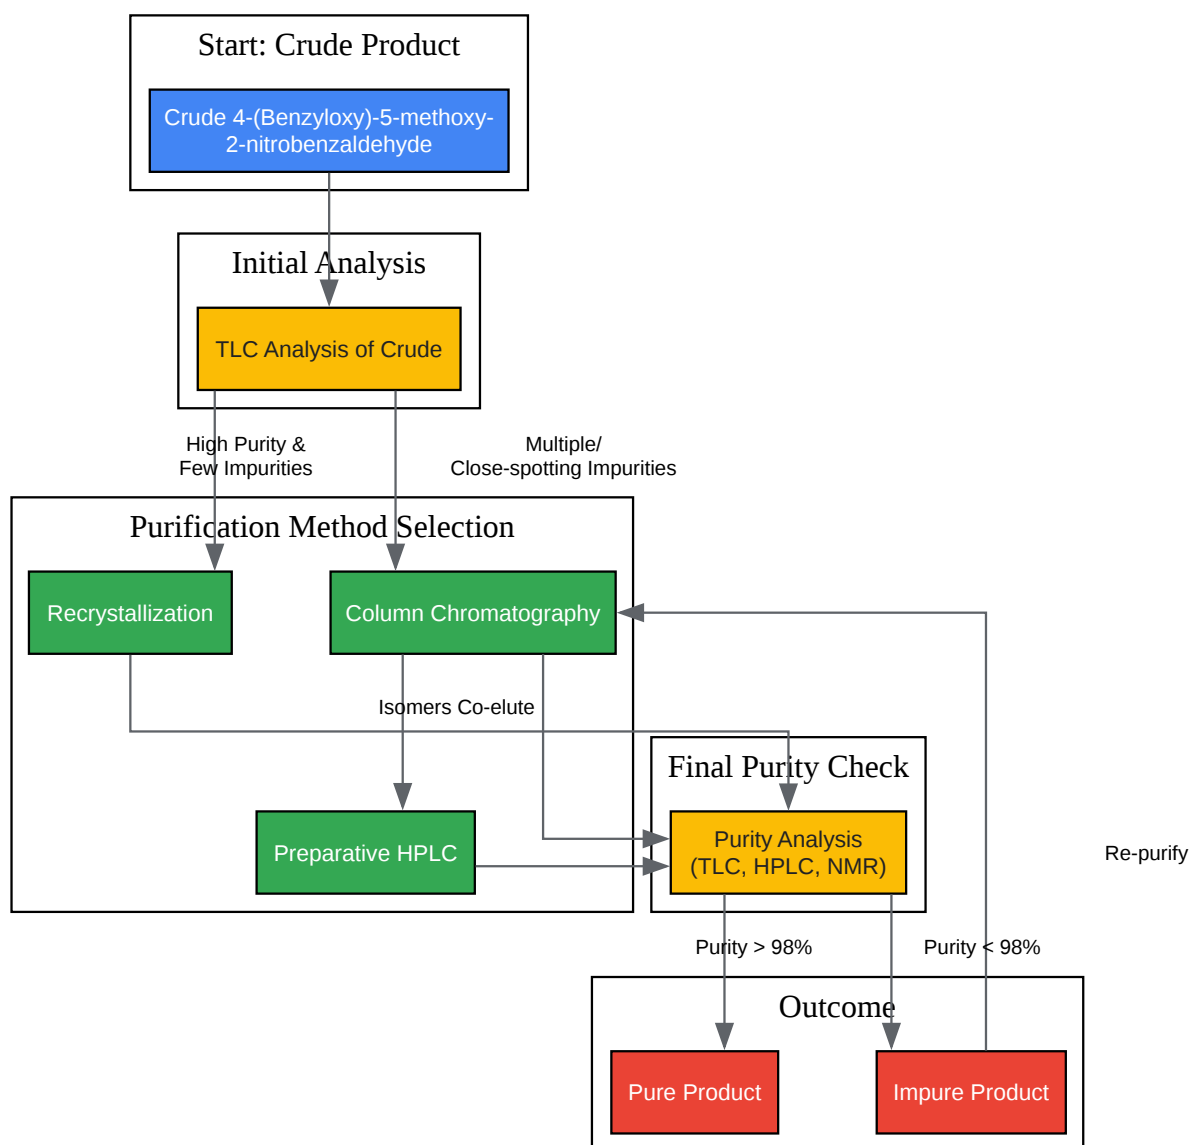 Start: Crude Product
Crude 4-(Benzyloxy)-5-methoxy-
2-nitrobenzaldehyde
Initial Analysis
TLC Analysis of Crude
High Purity &
Few Impurities
Multiple/
Close-spotting Impurities
Purification Method Selection
Recrystallization
Column Chromatography
Isomers Co-elute
Preparative HPLC
Final Purity Check
Purity Analysis
(TLC, HPLC, NMR)
Re-purify
Purity > 98%
Purity < 98%
Outcome
Pure Product
Impure Product